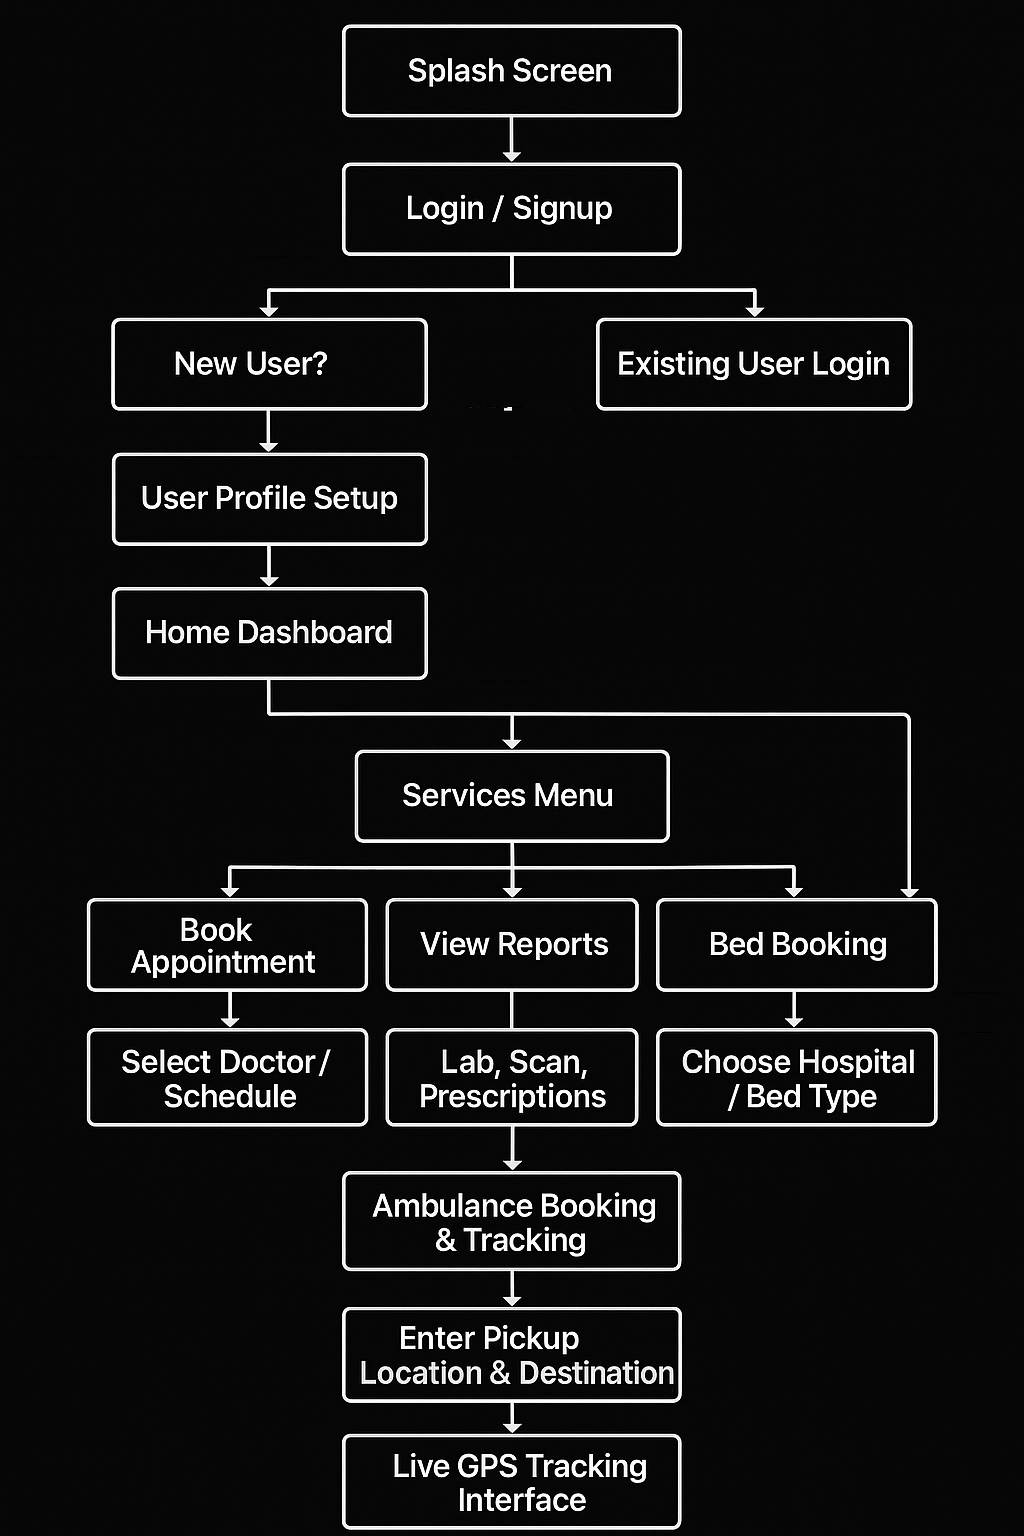 Splash Screen
Login / Signup
New User?
Existing User Login
User Profile Setup
Home Dashboard
Services Menu
Book
Appointment
View Reports
Bed Booking
Select Doctor /
Schedule
Lab, Scan,
Prescriptions
Choose Hospital
/ Bed Type
Ambulance Booking
& Tracking
Enter Pickup
Location & Destination
Live GPS Tracking
Interface